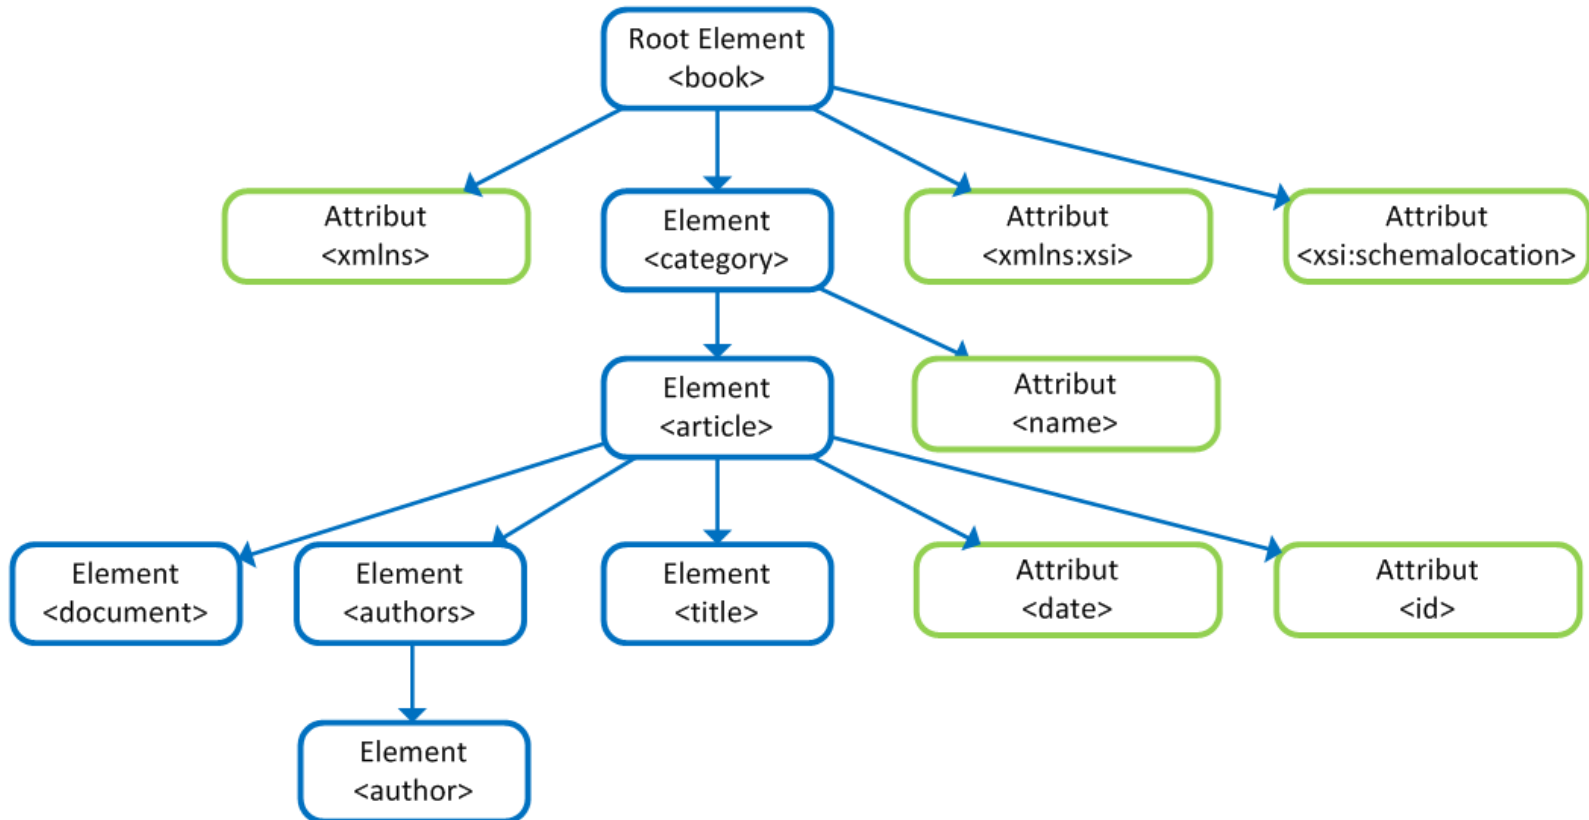 Root Element
<book>
Attribut
<xmlns>
Element
<category>
Attribut
<xmlns:xsi>
Attribut
<xsi:schemalocation>
Element
<article>
Attribut
<name>
Element
<document>
Element
<authors>
Element
<title>
Attribut
<date>
Attribut
<id>
Element
<author>